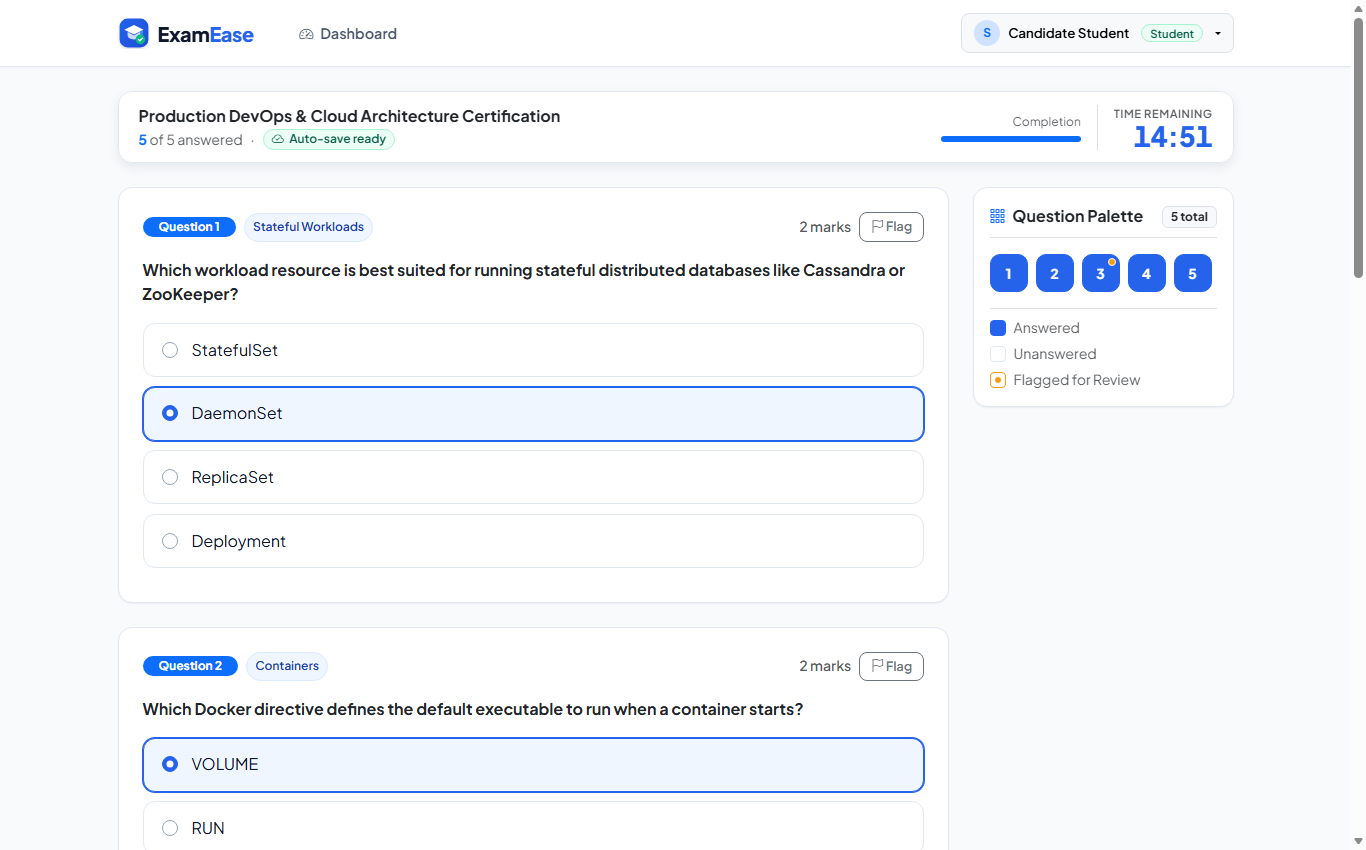 ExamEase
Dashboard
S Candidate Student Student
Production DevOps & Cloud Architecture Certification
5 of 5 answered · Auto-save ready
Completion
TIME REMAINING
14:51
Question 1 Stateful Workloads 2 marks Flag
Which workload resource is best suited for running stateful distributed databases like Cassandra or
ZooKeeper?
StatefulSet
DaemonSet
ReplicaSet
Deployment
Question 2 Containers 2 marks Flag
Which Docker directive defines the default executable to run when a container starts?
VOLUME
RUN
Question Palette 5 total
1 2 3 4 5
Answered
Unanswered
Flagged for Review